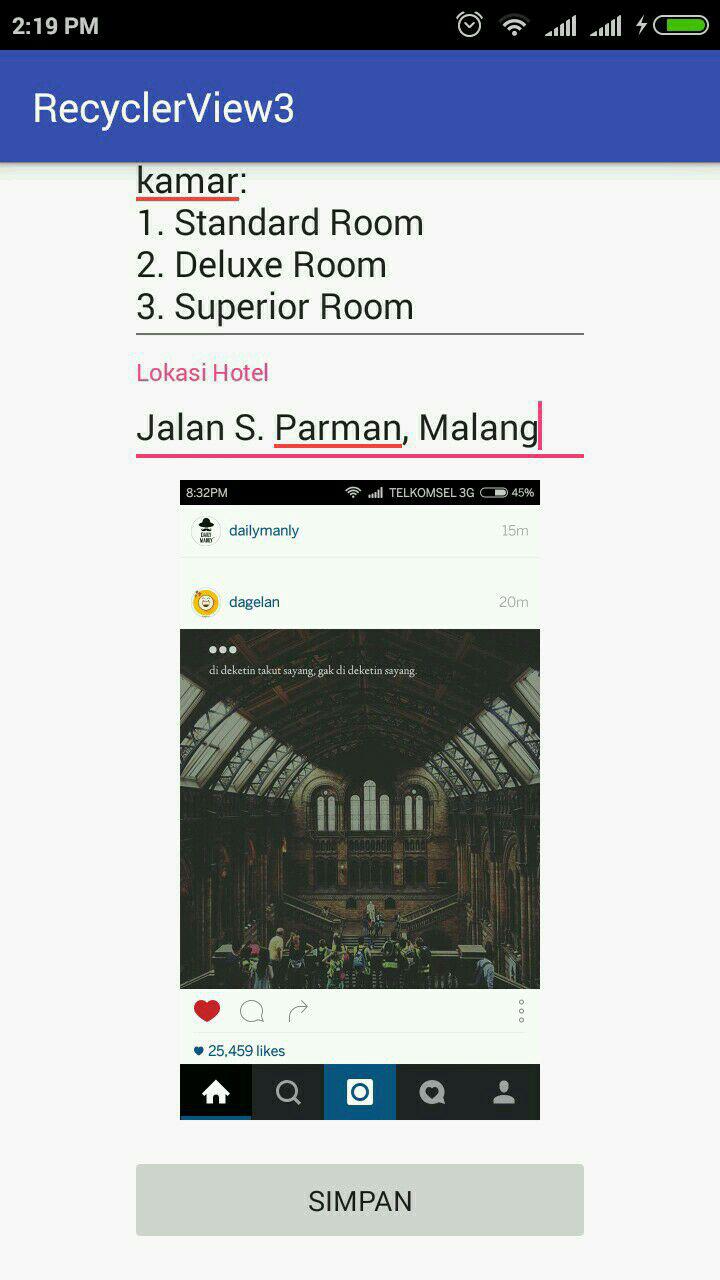 2:19 PM
RecyclerView3
kamar:
1. Standard Room
2. Deluxe Room
3. Superior Room
Lokasi Hotel
Jalan S. Parman, Malang
8:32PM TELKOMSEL 3G 45%
DAILY
MANLY
dailymanly 15m
dagelan 20m
di deketin takut sayang, gak di deketin sayang.
25,459 likes
SIMPAN